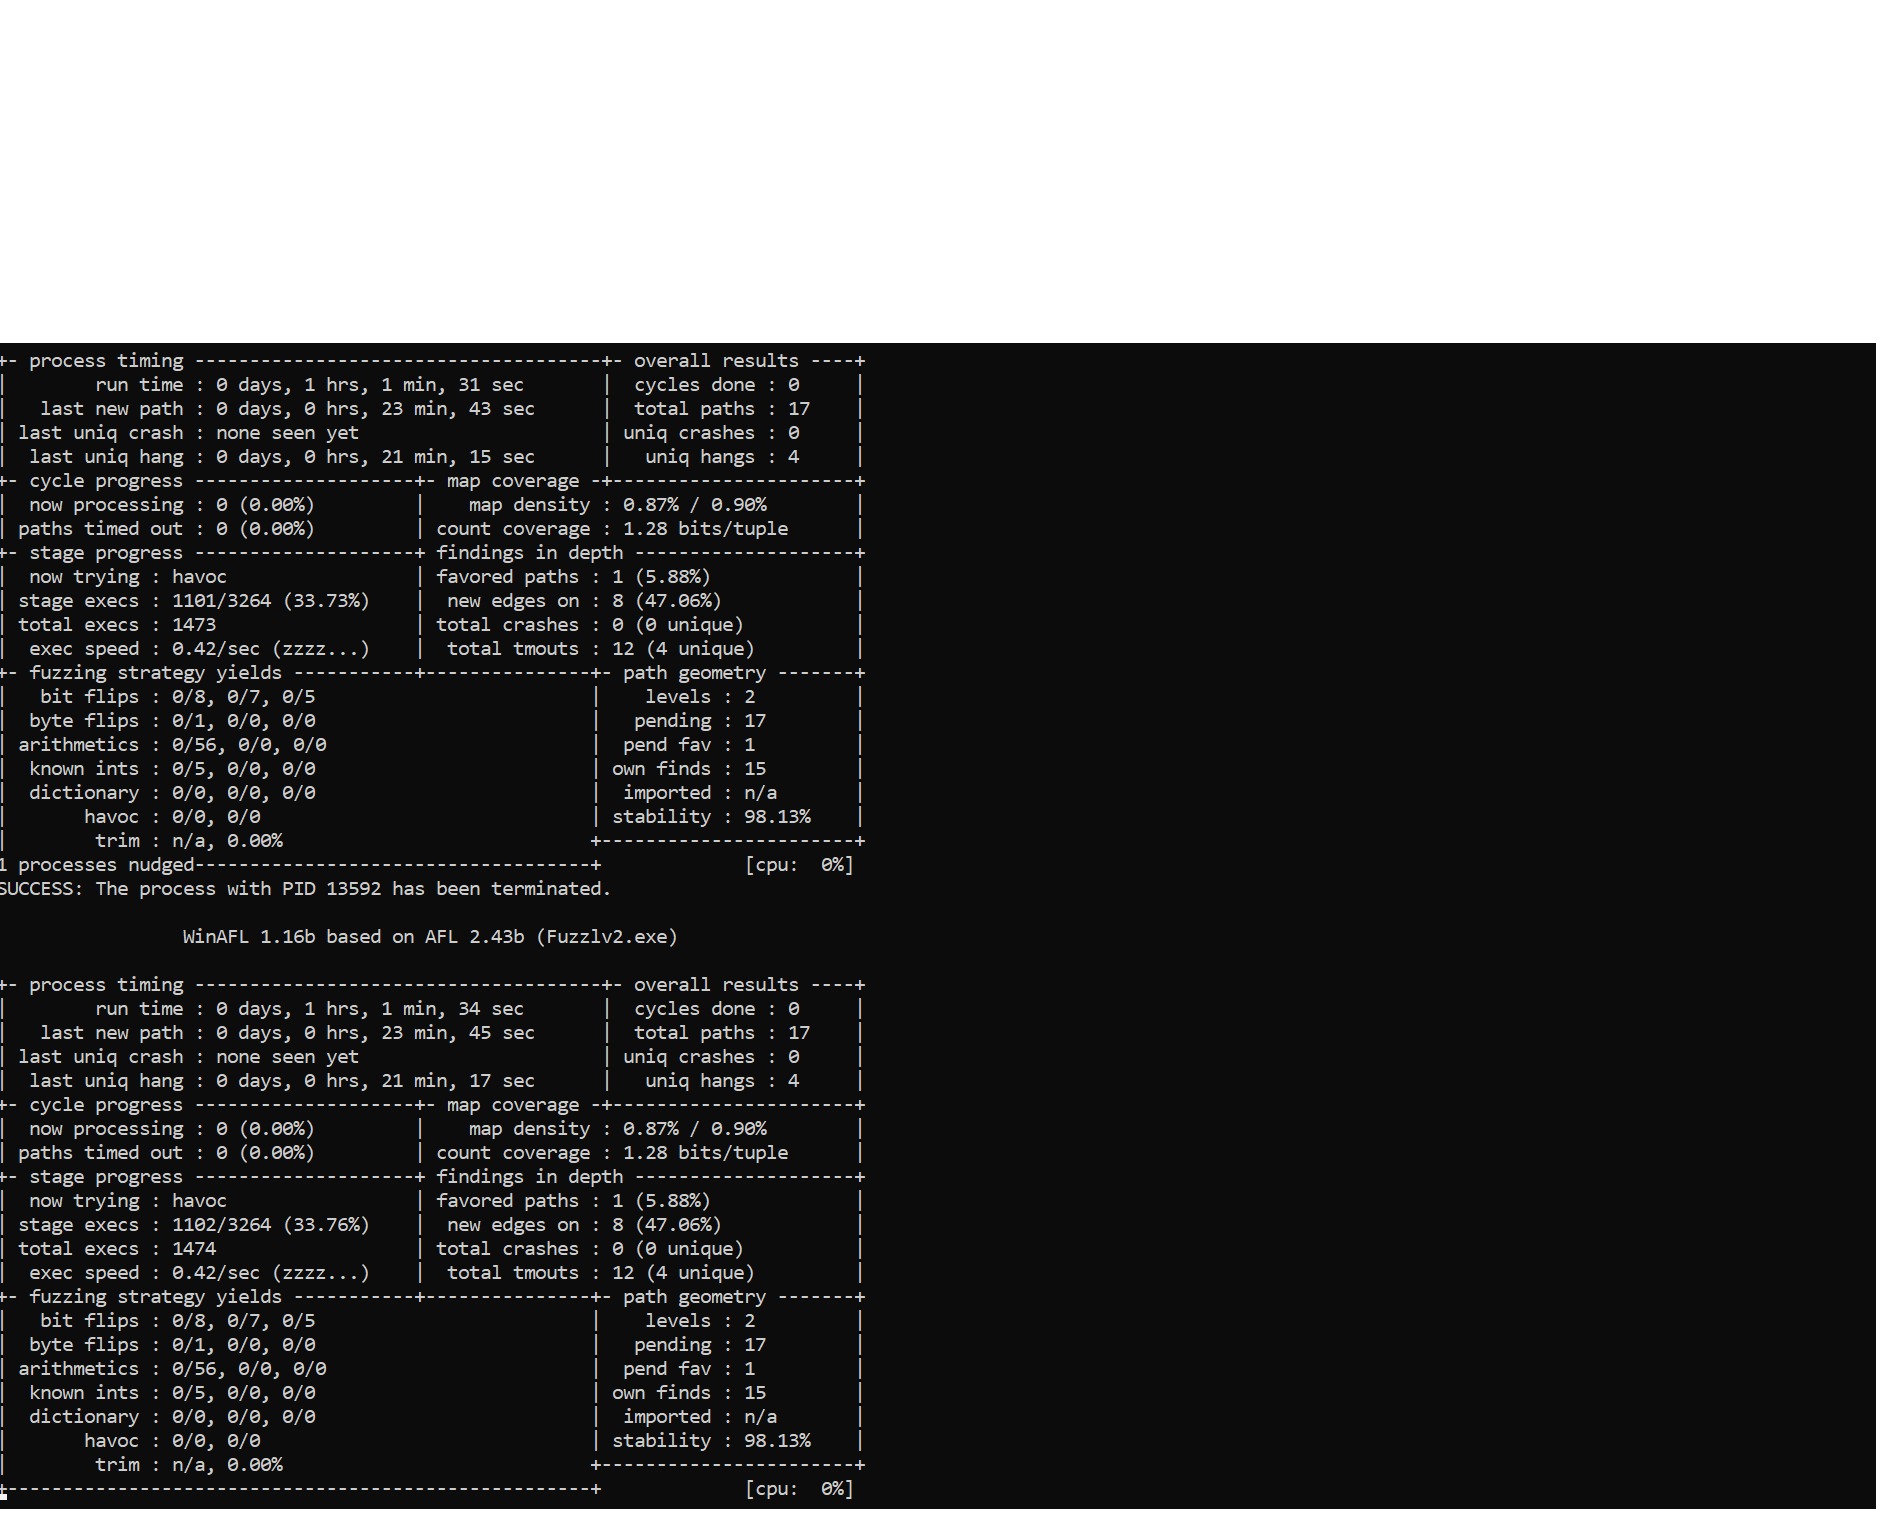 +- process timing -------------------------------------+- overall results ----+
|        run time : 0 days, 1 hrs, 1 min, 31 sec       |  cycles done : 0     |
|   last new path : 0 days, 0 hrs, 23 min, 43 sec      |  total paths : 17    |
| last uniq crash : none seen yet                      | uniq crashes : 0     |
|  last uniq hang : 0 days, 0 hrs, 21 min, 15 sec      |   uniq hangs : 4     |
+- cycle progress --------------------+- map coverage -+----------------------+
|  now processing : 0 (0.00%)         |    map density : 0.87% / 0.90%        |
| paths timed out : 0 (0.00%)         | count coverage : 1.28 bits/tuple      |
+- stage progress --------------------+ findings in depth --------------------+
|  now trying : havoc                 | favored paths : 1 (5.88%)             |
| stage execs : 1101/3264 (33.73%)    |  new edges on : 8 (47.06%)            |
| total execs : 1473                  | total crashes : 0 (0 unique)          |
|  exec speed : 0.42/sec (zzzz...)    |  total tmouts : 12 (4 unique)         |
+- fuzzing strategy yields -----------+---------------+- path geometry -------+
|   bit flips : 0/8, 0/7, 0/5                         |    levels : 2         |
|  byte flips : 0/1, 0/0, 0/0                         |   pending : 17        |
| arithmetics : 0/56, 0/0, 0/0                        |  pend fav : 1         |
|  known ints : 0/5, 0/0, 0/0                         | own finds : 15        |
|  dictionary : 0/0, 0/0, 0/0                         |  imported : n/a       |
|       havoc : 0/0, 0/0                              | stability : 98.13%    |
|        trim : n/a, 0.00%                            +-----------------------+
1 processes nudged------------------------------------+             [cpu:  0%]
SUCCESS: The process with PID 13592 has been terminated.
WinAFL 1.16b based on AFL 2.43b (Fuzzlv2.exe)
+- process timing -------------------------------------+- overall results ----+
|        run time : 0 days, 1 hrs, 1 min, 34 sec       |  cycles done : 0     |
|   last new path : 0 days, 0 hrs, 23 min, 45 sec      |  total paths : 17    |
| last uniq crash : none seen yet                      | uniq crashes : 0     |
|  last uniq hang : 0 days, 0 hrs, 21 min, 17 sec      |   uniq hangs : 4     |
+- cycle progress --------------------+- map coverage -+----------------------+
|  now processing : 0 (0.00%)         |    map density : 0.87% / 0.90%        |
| paths timed out : 0 (0.00%)         | count coverage : 1.28 bits/tuple      |
+- stage progress --------------------+ findings in depth --------------------+
|  now trying : havoc                 | favored paths : 1 (5.88%)             |
| stage execs : 1102/3264 (33.76%)    |  new edges on : 8 (47.06%)            |
| total execs : 1474                  | total crashes : 0 (0 unique)          |
|  exec speed : 0.42/sec (zzzz...)    |  total tmouts : 12 (4 unique)         |
+- fuzzing strategy yields -----------+---------------+- path geometry -------+
|   bit flips : 0/8, 0/7, 0/5                         |    levels : 2         |
|  byte flips : 0/1, 0/0, 0/0                         |   pending : 17        |
| arithmetics : 0/56, 0/0, 0/0                        |  pend fav : 1         |
|  known ints : 0/5, 0/0, 0/0                         | own finds : 15        |
|  dictionary : 0/0, 0/0, 0/0                         |  imported : n/a       |
|       havoc : 0/0, 0/0                              | stability : 98.13%    |
|        trim : n/a, 0.00%                            +-----------------------+
+-----------------------------------------------------+             [cpu:  0%]